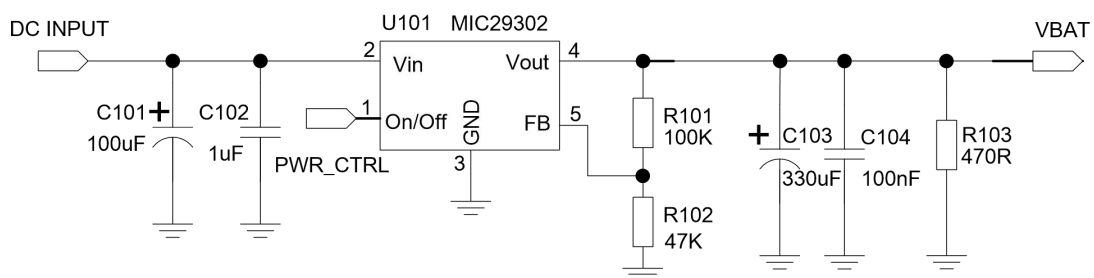 DC INPUT
U101 MIC29302
VBAT
2
Vin
Vout
4
C101
100uF
C102
1uF
1
On/Off
PWR_CTRL
GND
3
FB
5
R101
100K
R102
47K
C103
330uF
C104
100nF
R103
470R